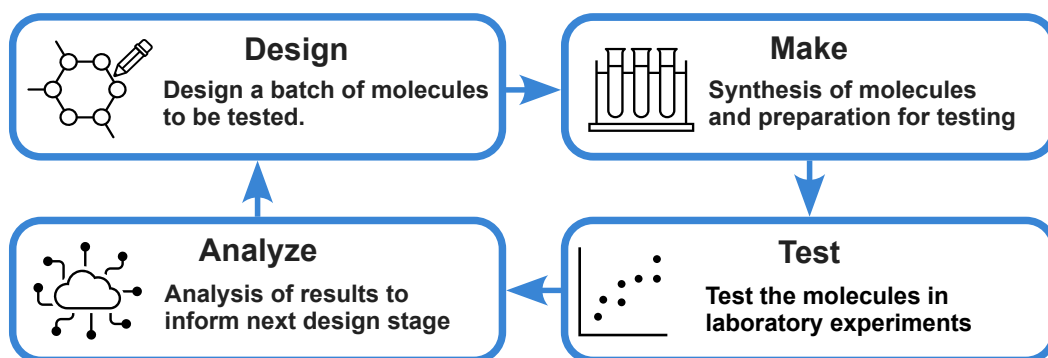 Design
Design a batch of molecules
to be tested.
Make
Synthesis of molecules
and preparation for testing
Analyze
Analysis of results to
inform next design stage
Test
Test the molecules in
laboratory experiments